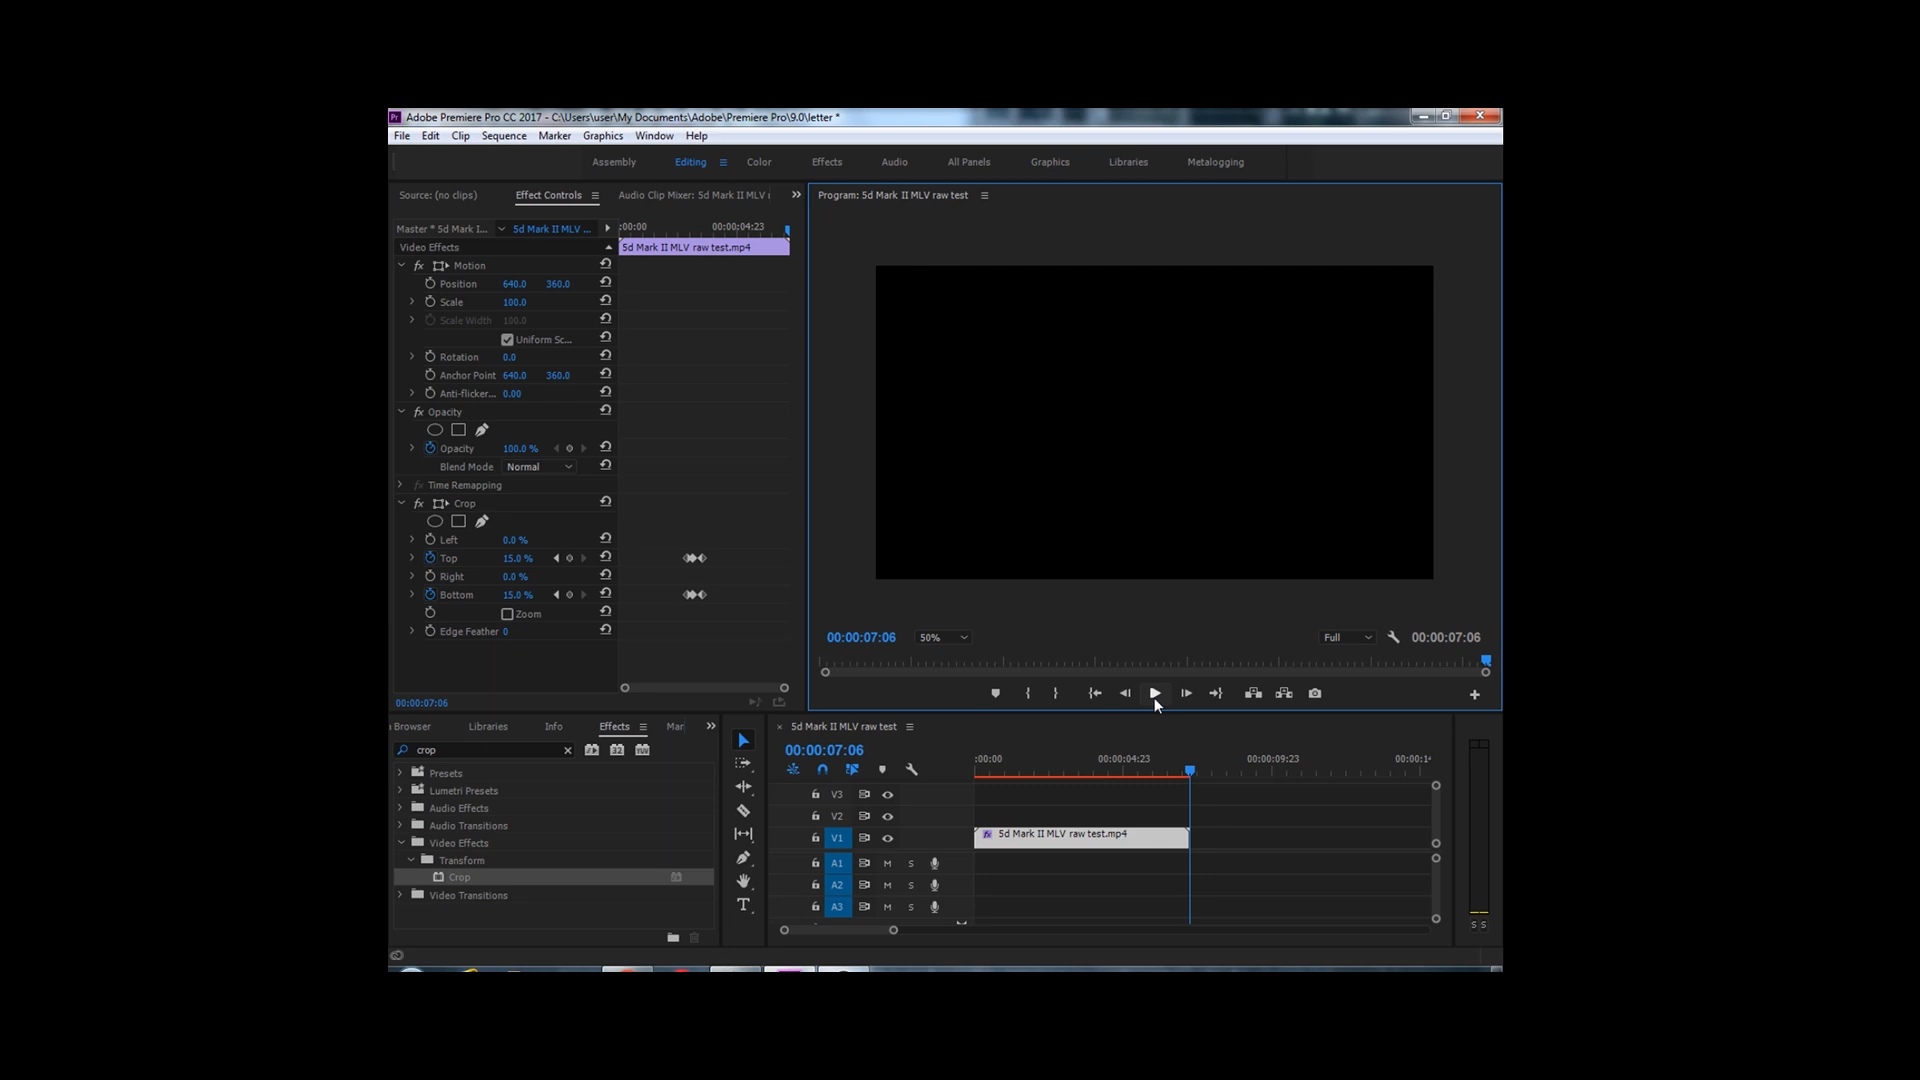 Adobe Premiere Pro CC 2017 - C:\Users\user\My Documents\Adobe\Premiere Pro\9.0\letter *
File Edit Clip Sequence Marker Graphics Window Help
Assembly Editing Color Effects Audio All Panels Graphics Libraries Metalogging
Source: (no clips) Effect Controls Audio Clip Mixer: 5d Mark II MLV Program: 5d Mark II MLV raw test
Master * 5d Mark I... 5d Mark II MLV ... :00:00 00:00:04:23
Video Effects 5d Mark II MLV raw test.mp4
fx Motion
Position 640.0 360.0
Scale 100.0
Scale Width 100.0
Uniform Sc...
Rotation 0.0
Anchor Point 640.0 360.0
Anti-flicker... 0.00
fx Opacity
Opacity 100.0 %
Blend Mode Normal
fx Time Remapping
fx Crop
Left 0.0 %
Top 15.0 %
Right 0.0 %
Bottom 15.0 %
Zoom
Edge Feather 0
00:00:07:06 50% Full 00:00:07:06
00:00:07:06
Browser Libraries Info Effects Mar
crop
Presets
Lumetri Presets
Audio Effects
Audio Transitions
Video Effects
Transform
Crop
Video Transitions
5d Mark II MLV raw test
00:00:07:06
:00:00 00:00:04:23 00:00:09:23 00:00:14
V3
V2
V1 fx 5d Mark II MLV raw test.mp4
A1 M S
A2 M S
A3 M S
S S